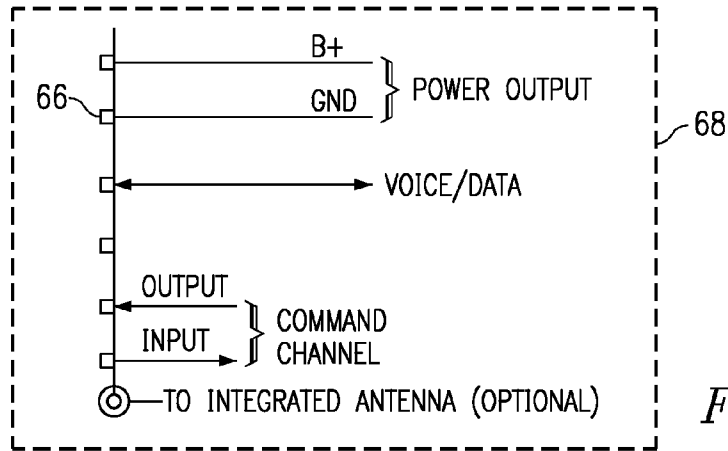 B+
66
GND
POWER OUTPUT
68
VOICE/DATA
OUTPUT
INPUT
COMMAND
CHANNEL
TO INTEGRATED ANTENNA (OPTIONAL)
F